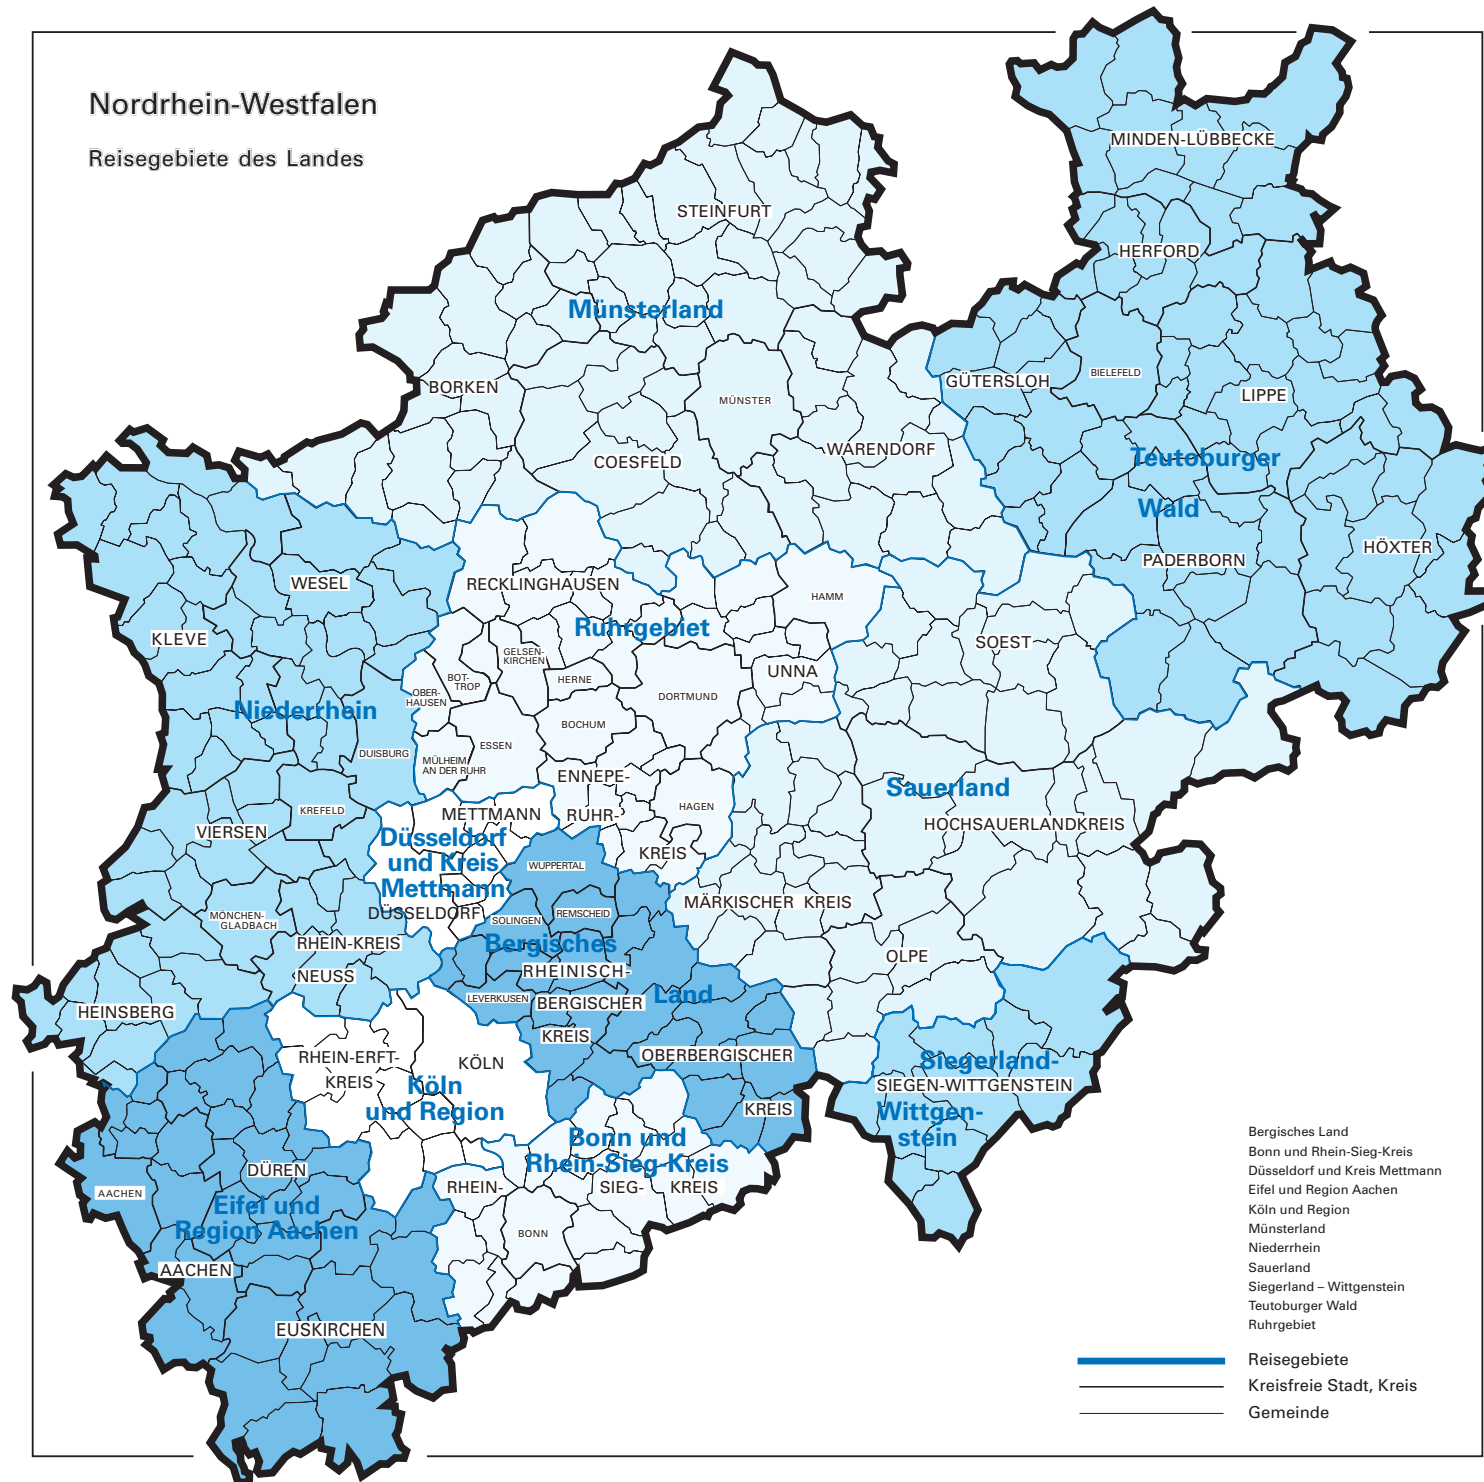 Nordrhein-Westfalen
Reisegebiete des Landes
MINDEN-LÜBBECKE
STEINFURT
HERFORD
Münsterland
BIELEFELD
GÜTERSLOH
BORKEN
LIPPE
MÜNSTER
WARENDORF
COESFELD
Teutoburger
Wald
HÖXTER
PADERBORN
WESEL
RECKLINGHAUSEN
HAMM
KLEVE
Ruhrgebiet
SOEST
GELSEN-
KIRCHEN
HERNE
UNNA
BOT-
TROP
OBER-
HAUSEN
DORTMUND
Niederrhein
BOCHUM
ESSEN
DUISBURG
MÜLHEIM
AN DER RUHR
ENNEPE-
RUHR-
KREIS
Sauerland
HAGEN
KREFELD
METTMANN
HOCHSAUERLANDKREIS
VIERSEN
Düsseldorf
und Kreis
Mettmann
WUPPERTAL
MÄRKISCHER KREIS
DÜSSELDORF
MÖNCHEN-
GLADBACH
SOLINGEN
REMSCHEID
RHEIN-KREIS
NEUSS
Bergisches
Land
OLPE
RHEINISCH-
BERGISCHER
KREIS
LEVERKUSEN
HEINSBERG
OBERBERGISCHER
KREIS
RHEIN-ERFT-
KREIS
KÖLN
Köln
und Region
Siegerland-
SIEGEN-WITTGENSTEIN
Wittgen-
stein
Bonn und
Rhein-Sieg-Kreis
DÜREN
RHEIN-
SIEG-
KREIS
AACHEN
Eifel und
Region Aachen
BONN
AACHEN
EUSKIRCHEN
Bergisches Land
Bonn und Rhein-Sieg-Kreis
Düsseldorf und Kreis Mettmann
Eifel und Region Aachen
Köln und Region
Münsterland
Niederrhein
Sauerland
Siegerland – Wittgenstein
Teutoburger Wald
Ruhrgebiet
Reisegebiete
Kreisfreie Stadt, Kreis
Gemeinde